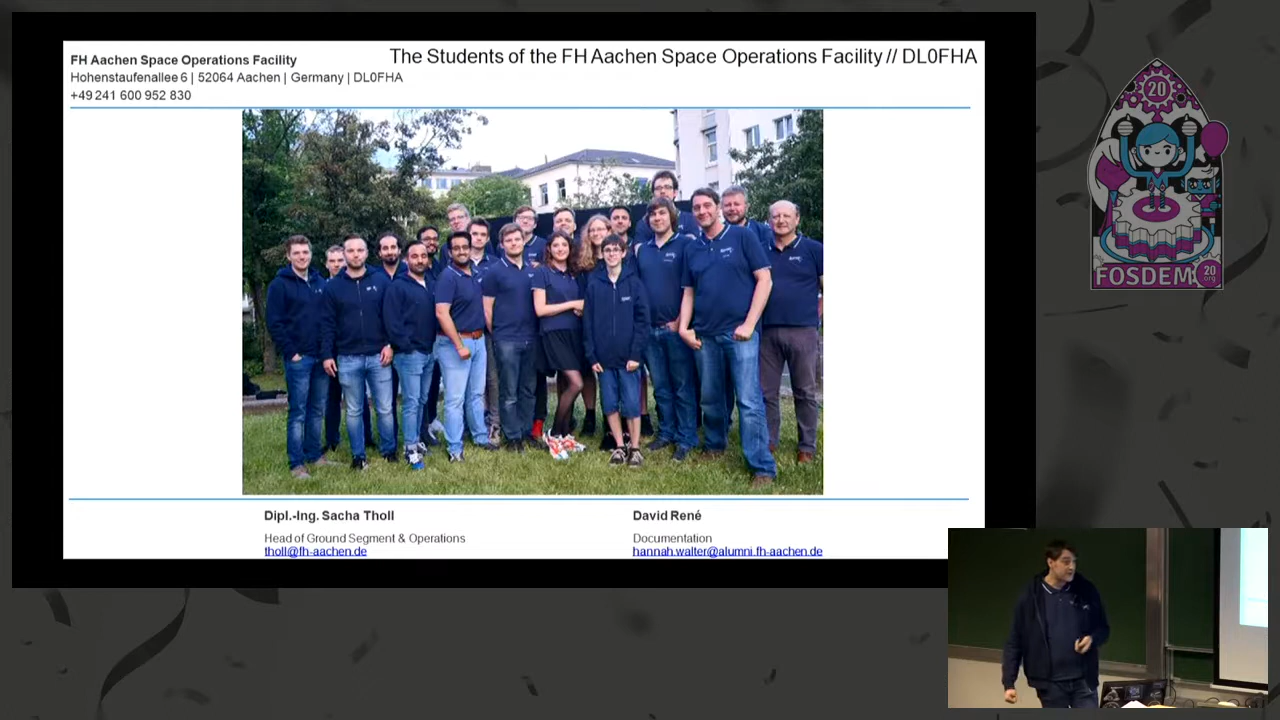 FH Aachen Space Operations Facility
Hohenstaufenallee 6 | 52064 Aachen | Germany | DL0FHA
+49 241 600 952 830
The Students of the FH Aachen Space Operations Facility // DL0FHA
20
FOSDEM
20
org
Dipl.-Ing. Sacha Tholl
Head of Ground Segment & Operations
tholl@fh-aachen.de
David René
Documentation
hannah.walter@alumni.fh-aachen.de